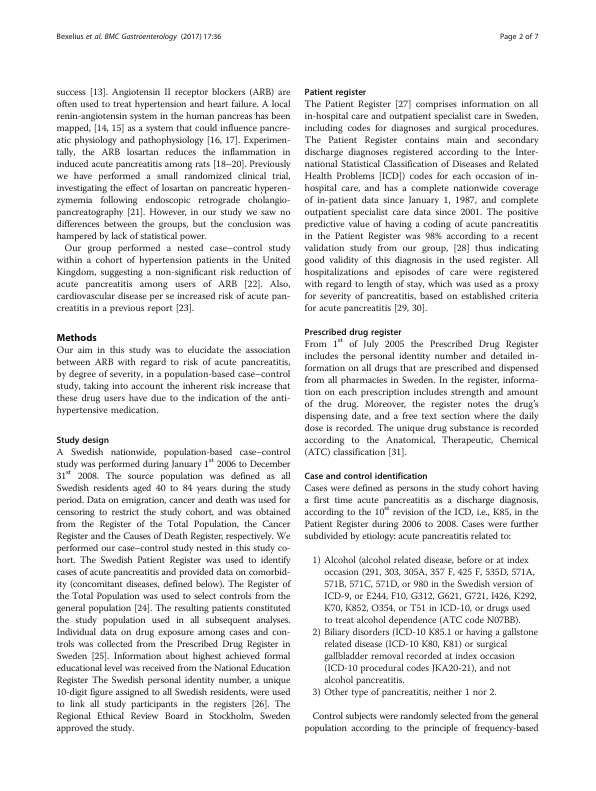 Bexelius et al. BMC Gastroenterology (2017) 17:36
Page 2 of 7
success [13]. Angiotensin II receptor blockers (ARB) are
often used to treat hypertension and heart failure. A local
renin-angiotensin system in the human pancreas has been
mapped, [14, 15] as a system that could influence pancre-
atic physiology and pathophysiology [16, 17]. Experimen-
tally, the ARB losartan reduces the inflammation in
induced acute pancreatitis among rats [18–20]. Previously
we have performed a small randomized clinical trial,
investigating the effect of losartan on pancreatic hyperen-
zymemia following endoscopic retrograde cholangio-
pancreatography [21]. However, in our study we saw no
differences between the groups, but the conclusion was
hampered by lack of statistical power.
Our group performed a nested case–control study
within a cohort of hypertension patients in the United
Kingdom, suggesting a non-significant risk reduction of
acute pancreatitis among users of ARB [22]. Also,
cardiovascular disease per se increased risk of acute pan-
creatitis in a previous report [23].
Methods
Our aim in this study was to elucidate the association
between ARB with regard to risk of acute pancreatitis,
by degree of severity, in a population-based case–control
study, taking into account the inherent risk increase that
these drug users have due to the indication of the anti-
hypertensive medication.
Study design
A Swedish nationwide, population-based case–control
study was performed during January 1st 2006 to December
31st 2008. The source population was defined as all
Swedish residents aged 40 to 84 years during the study
period. Data on emigration, cancer and death was used for
censoring to restrict the study cohort, and was obtained
from the Register of the Total Population, the Cancer
Register and the Causes of Death Register, respectively. We
performed our case–control study nested in this study co-
hort. The Swedish Patient Register was used to identify
cases of acute pancreatitis and provided data on comorbid-
ity (concomitant diseases, defined below). The Register of
the Total Population was used to select controls from the
general population [24]. The resulting patients constituted
the study population used in all subsequent analyses.
Individual data on drug exposure among cases and con-
trols was collected from the Prescribed Drug Register in
Sweden [25]. Information about highest achieved formal
educational level was received from the National Education
Register The Swedish personal identity number, a unique
10-digit figure assigned to all Swedish residents, were used
to link all study participants in the registers [26]. The
Regional Ethical Review Board in Stockholm, Sweden
approved the study.
Patient register
The Patient Register [27] comprises information on all
in-hospital care and outpatient specialist care in Sweden,
including codes for diagnoses and surgical procedures.
The Patient Register contains main and secondary
discharge diagnoses registered according to the Inter-
national Statistical Classification of Diseases and Related
Health Problems [ICD]) codes for each occasion of in-
hospital care, and has a complete nationwide coverage
of in-patient data since January 1, 1987, and complete
outpatient specialist care data since 2001. The positive
predictive value of having a coding of acute pancreatitis
in the Patient Register was 98% according to a recent
validation study from our group, [28] thus indicating
good validity of this diagnosis in the used register. All
hospitalizations and episodes of care were registered
with regard to length of stay, which was used as a proxy
for severity of pancreatitis, based on established criteria
for acute pancreatitis [29, 30].
Prescribed drug register
From 1st of July 2005 the Prescribed Drug Register
includes the personal identity number and detailed in-
formation on all drugs that are prescribed and dispensed
from all pharmacies in Sweden. In the register, informa-
tion on each prescription includes strength and amount
of the drug. Moreover, the register notes the drug's
dispensing date, and a free text section where the daily
dose is recorded. The unique drug substance is recorded
according to the Anatomical, Therapeutic, Chemical
(ATC) classification [31].
Case and control identification
Cases were defined as persons in the study cohort having
a first time acute pancreatitis as a discharge diagnosis,
according to the 10st revision of the ICD, i.e., K85, in the
Patient Register during 2006 to 2008. Cases were further
subdivided by etiology: acute pancreatitis related to:
1) Alcohol (alcohol related disease, before or at index
occasion (291, 303, 305A, 357 F, 425 F, 535D, 571A,
571B, 571C, 571D, or 980 in the Swedish version of
ICD-9, or E244, F10, G312, G621, G721, I426, K292,
K70, K852, O354, or T51 in ICD-10, or drugs used
to treat alcohol dependence (ATC code N07BB).
2) Biliary disorders (ICD-10 K85.1 or having a gallstone
related disease (ICD-10 K80, K81) or surgical
gallbladder removal recorded at index occasion
(ICD-10 procedural codes JKA20-21), and not
alcohol pancreatitis.
3) Other type of pancreatitis, neither 1 nor 2.
Control subjects were randomly selected from the general
population according to the principle of frequency-based